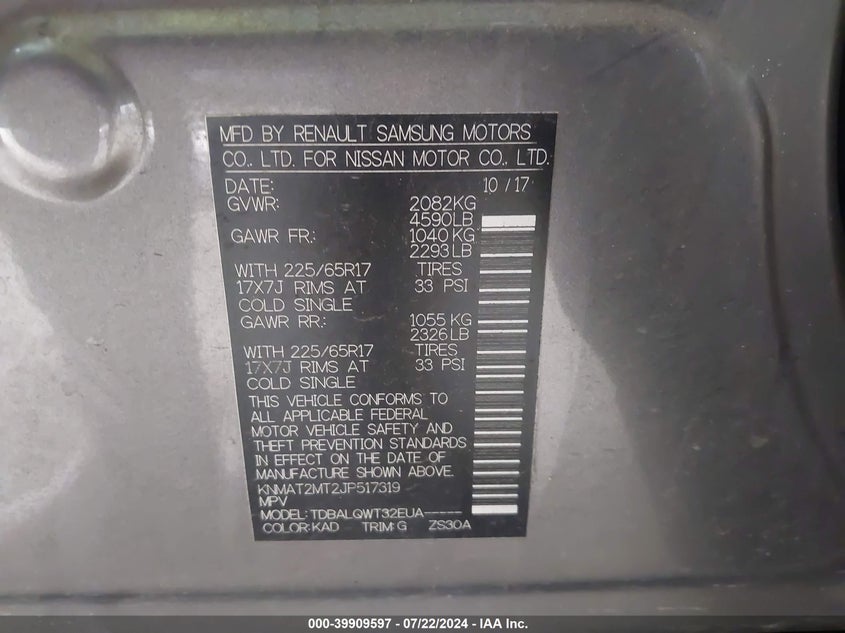 MFD BY RENAULT SAMSUNG MOTORS
CO., LTD. FOR NISSAN MOTOR CO., LTD.
DATE: 10 / 17
GVWR: 2082KG
4590LB
GAWR FR.: 1040 KG
2293LB
WITH 225/65R17 TIRES
17X7J RIMS AT 33 PSI
COLD SINGLE
GAWR RR.: 1055 KG
2326LB
WITH 225/65R17 TIRES
17X7J RIMS AT 33 PSI
COLD SINGLE
THIS VEHICLE CONFORMS TO
ALL APPLICABLE FEDERAL
MOTOR VEHICLE SAFETY AND
THEFT PREVENTION STANDARDS
IN EFFECT ON THE DATE OF
MANUFACTURE SHOWN ABOVE.
KNMAT2MT2JP517319
MPV
MODEL: TDBALQWT32EUA-----
COLOR: KAD TRIM: G ZS30A
000-39909597 - 07/22/2024 - IAA Inc.